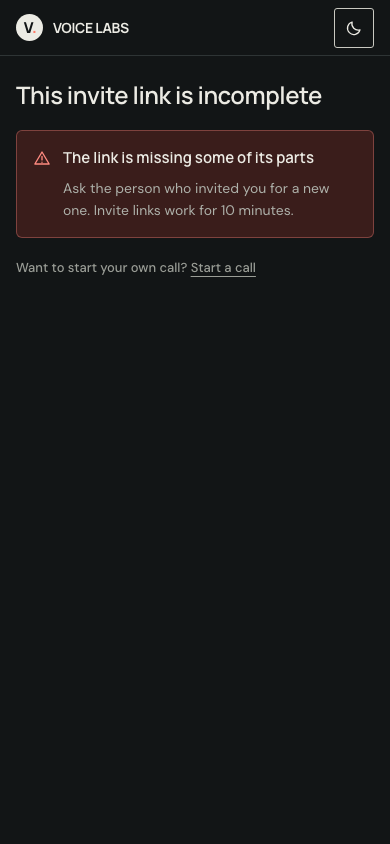 V.
VOICE LABS
This invite link is incomplete
The link is missing some of its parts
Ask the person who invited you for a new
one. Invite links work for 10 minutes.
Want to start your own call? Start a call